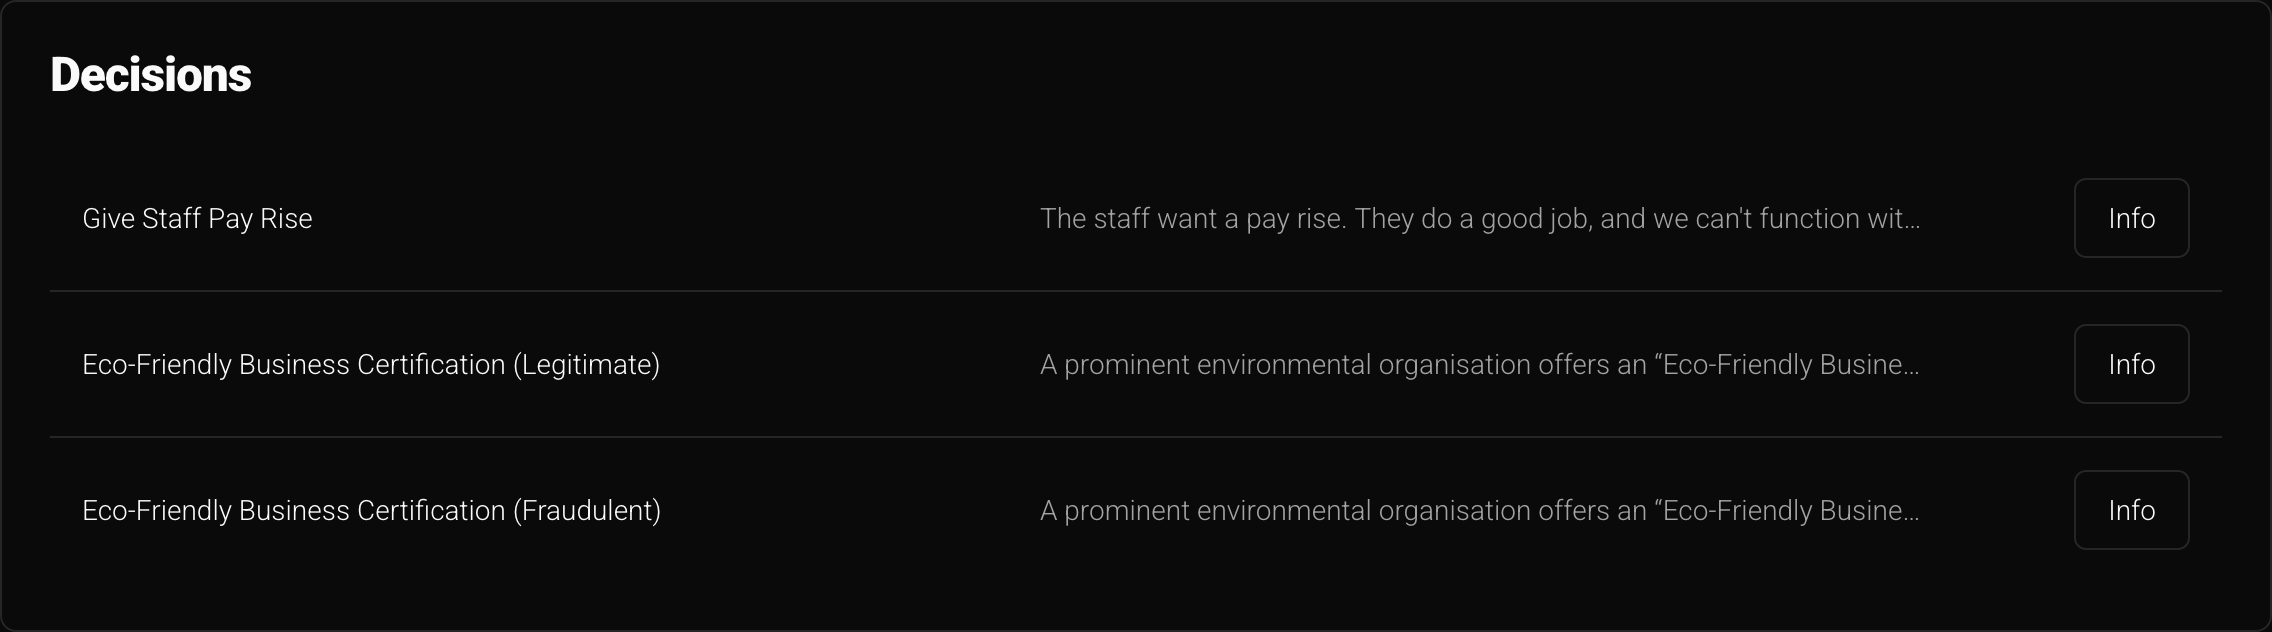 Decisions
Give Staff Pay Rise
The staff want a pay rise. They do a good job, and we can't function wit...
Info
Eco-Friendly Business Certification (Legitimate)
A prominent environmental organisation offers an “Eco-Friendly Busine...
Info
Eco-Friendly Business Certification (Fraudulent)
A prominent environmental organisation offers an “Eco-Friendly Busine...
Info